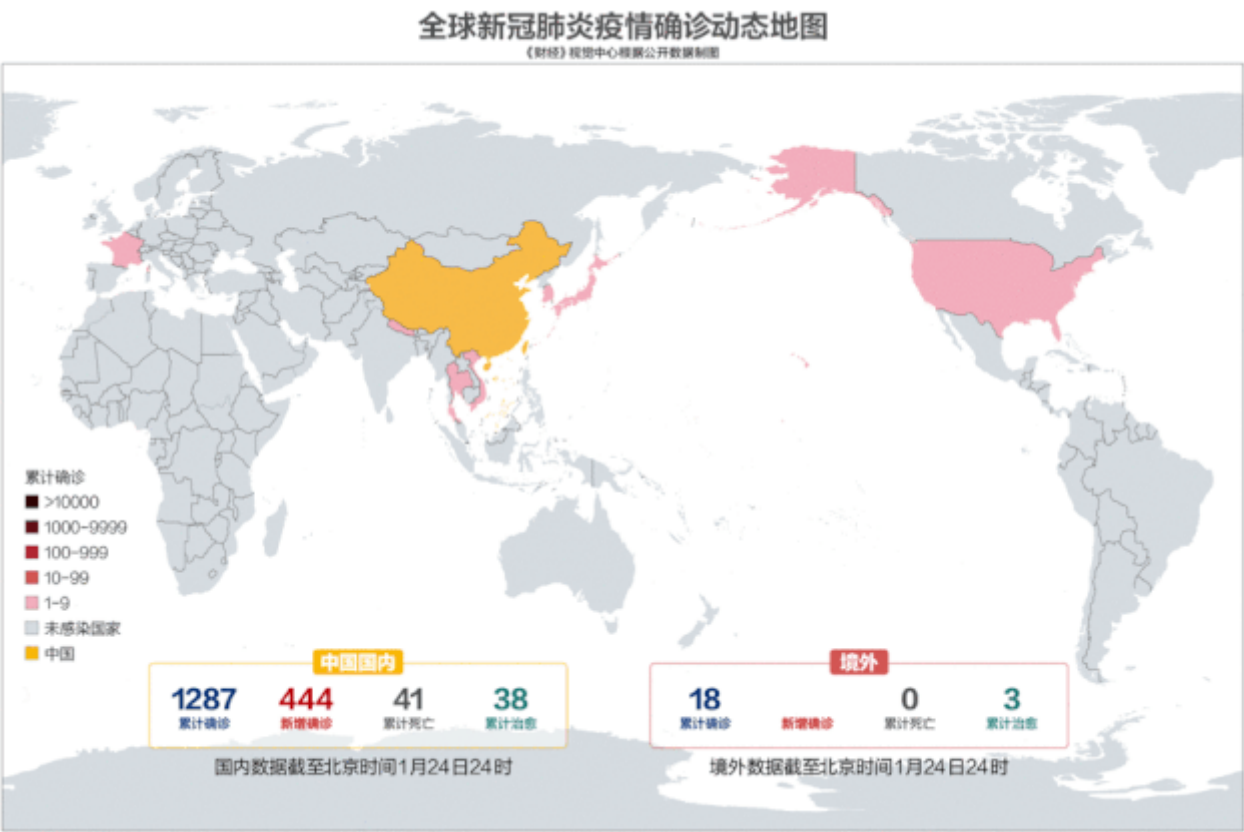 全球新冠肺炎疫情确诊动态地图
《财经》视觉中心根据公开数据制图
累计确诊
>10000
1000-9999
100-999
10-99
1-9
未感染国家
中国
中国国内
1287 444 41 38
累计确诊 新增确诊 累计死亡 累计治愈
国内数据截至北京时间1月24日24时
境外
18 0 3
累计确诊 新增确诊 累计死亡 累计治愈
境外数据截至北京时间1月24日24时